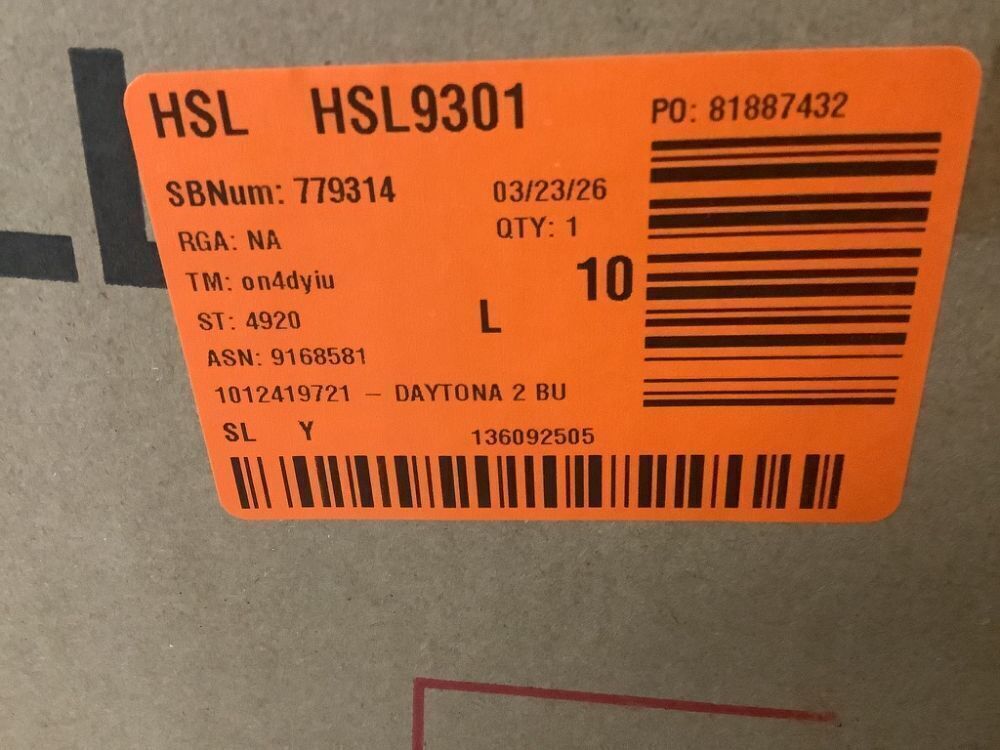 HSL HSL9301 PO: 81887432
SBNum: 779314 03/23/26
RGA: NA QTY: 1
TM: on4dyiu 10
ST: 4920 L
ASN: 9168581
1012419721 – DAYTONA 2 BU
SL Y 136092505